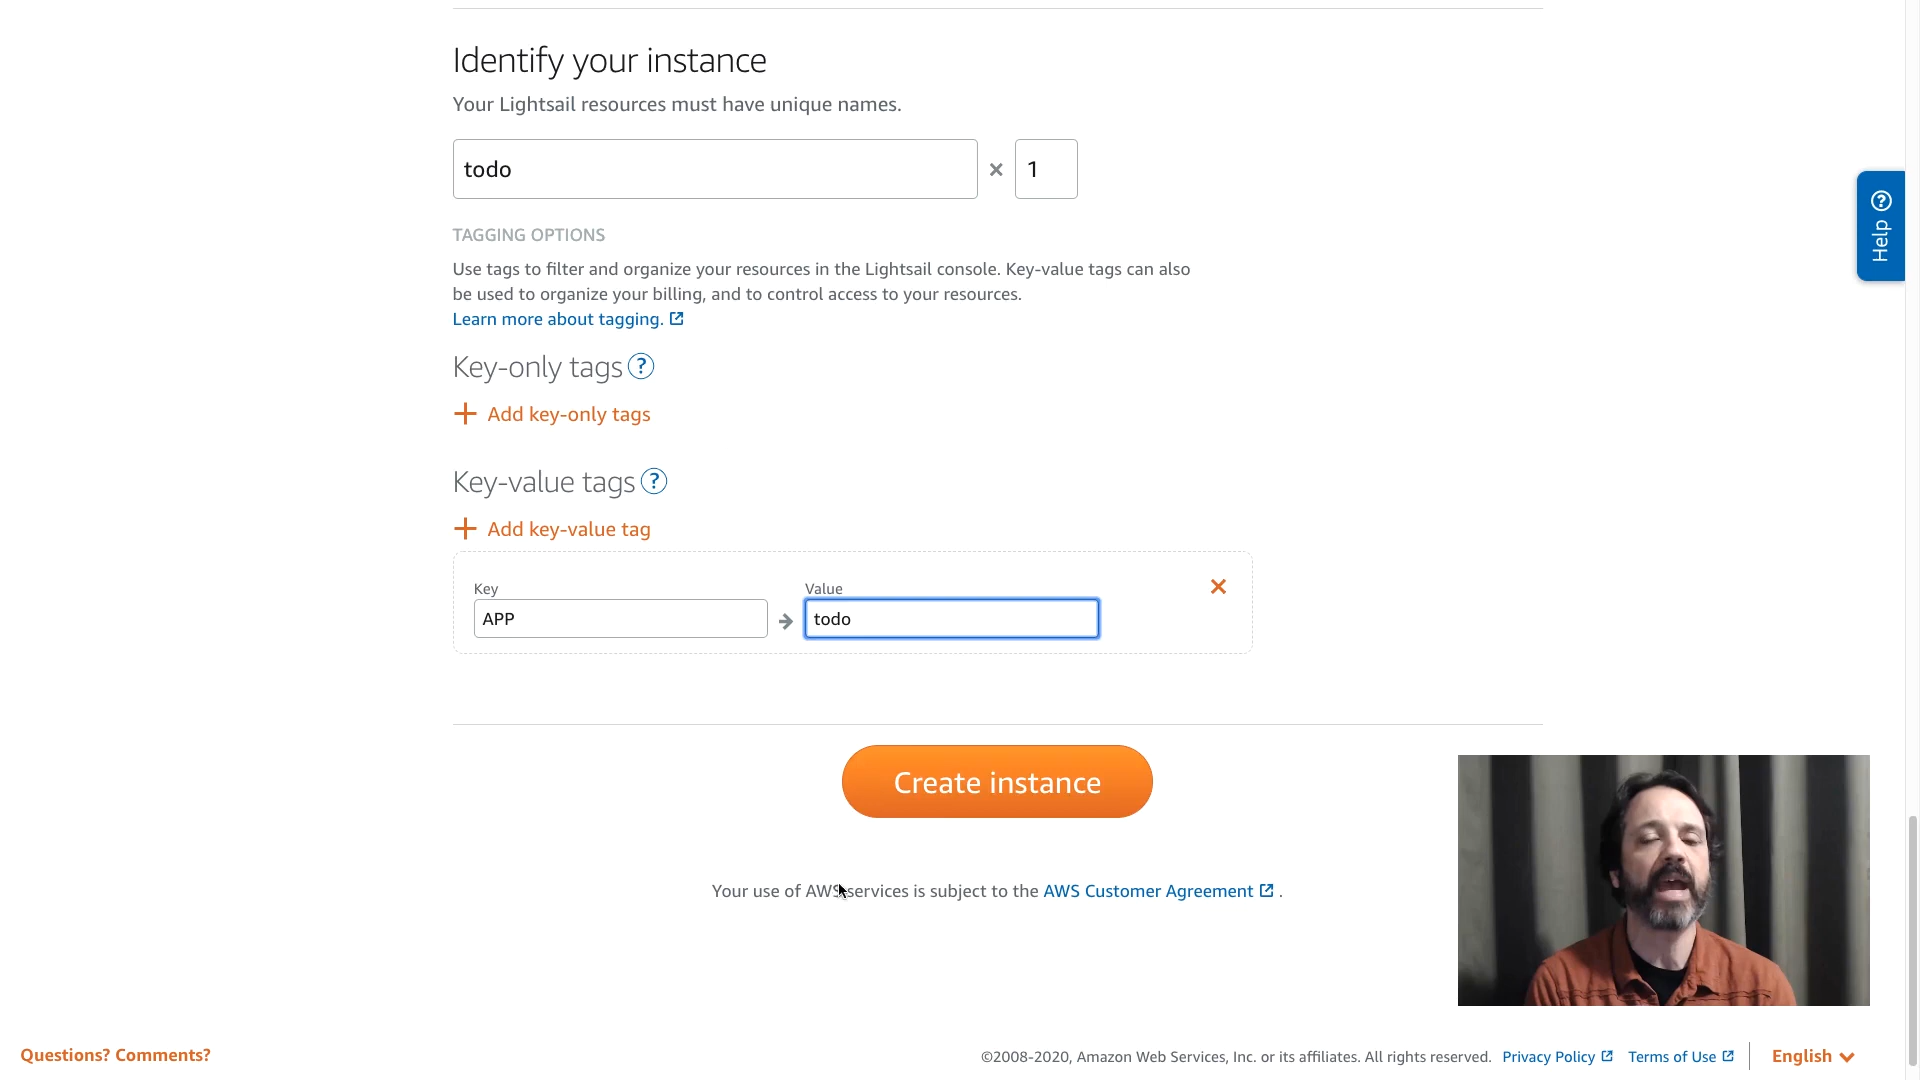 Identify your instance
Your Lightsail resources must have unique names.
todo × 1
TAGGING OPTIONS
Use tags to filter and organize your resources in the Lightsail console. Key-value tags can also
be used to organize your billing, and to control access to your resources.
Learn more about tagging.
Key-only tags ?
+ Add key-only tags
Key-value tags ?
+ Add key-value tag
Key Value
APP → todo
Create instance
Your use of AWS services is subject to the AWS Customer Agreement .
Help ?
Questions? Comments?
©2008-2020, Amazon Web Services, Inc. or its affiliates. All rights reserved. Privacy Policy Terms of Use English